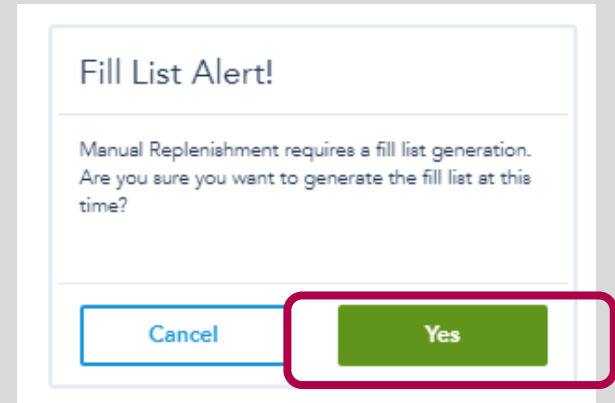 Fill List Alert!
Manual Replenishment requires a fill list generation.
Are you sure you want to generate the fill list at this
time?
Cancel
Yes